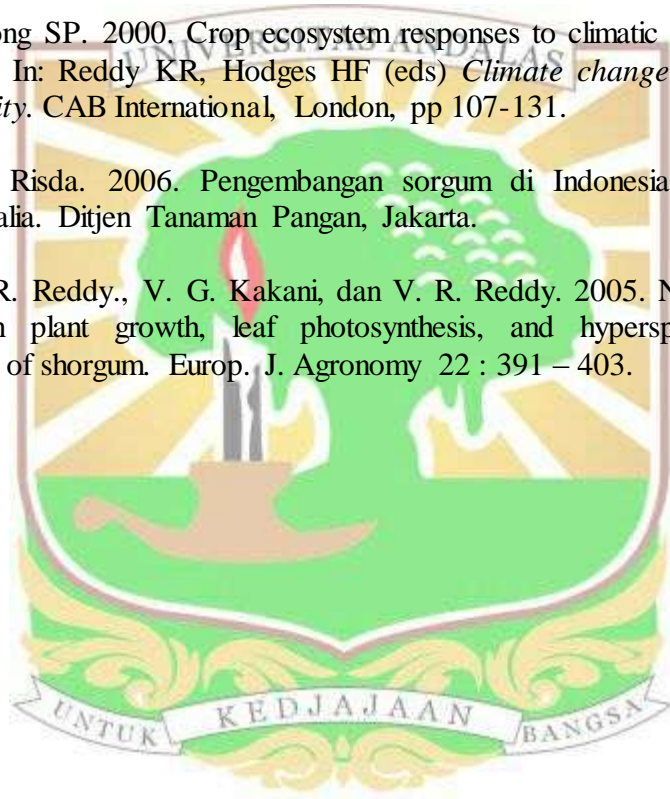 ong SP. 2000. Crop ecosystem responses to climatic
UNIVERSITAS ANDALAS
In: Reddy KR, Hodges HF (eds) Climate change
ity. CAB International, London, pp 107-131.
Risda. 2006. Pengembangan sorgum di Indonesia
alia. Ditjen Tanaman Pangan, Jakarta.
R. Reddy., V. G. Kakani, dan V. R. Reddy. 2005. N
plant growth, leaf photosynthesis, and hypersp
of shorgum. Europ. J. Agronomy 22 : 391 – 403.
UNTUK KEDJAJAAN BANGSA